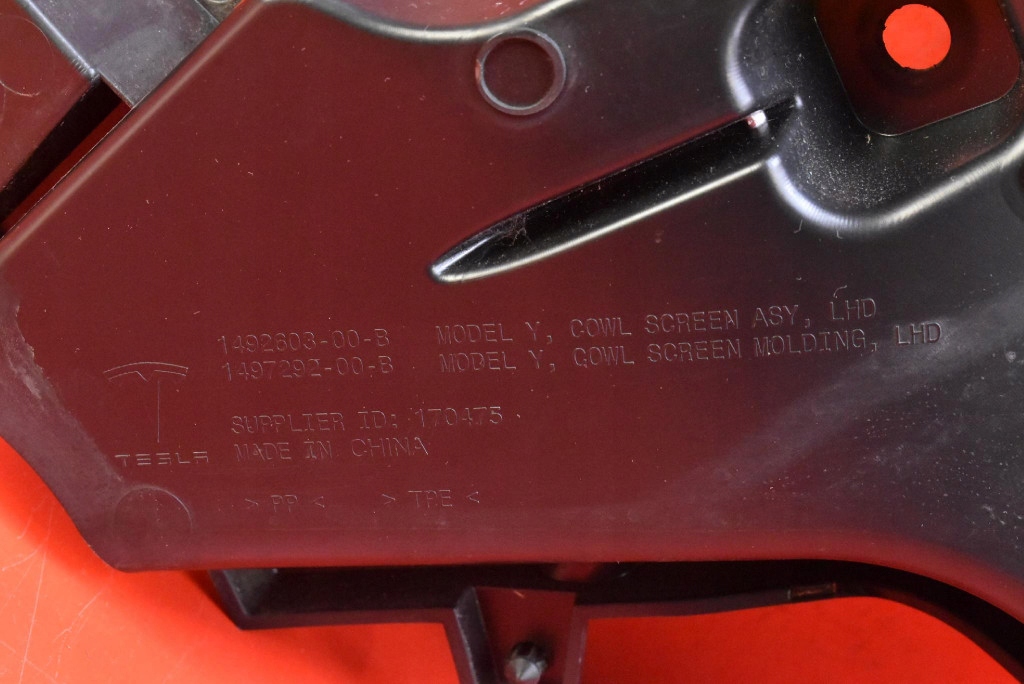 1492603-00-B MODEL Y, COWL SCREEN ASY, LHD
1497292-00-B MODEL Y, COWL SCREEN MOLDING, LHD
SUPPLIER ID: 170475
MADE IN CHINA
TESLA
> PP < > TPE <